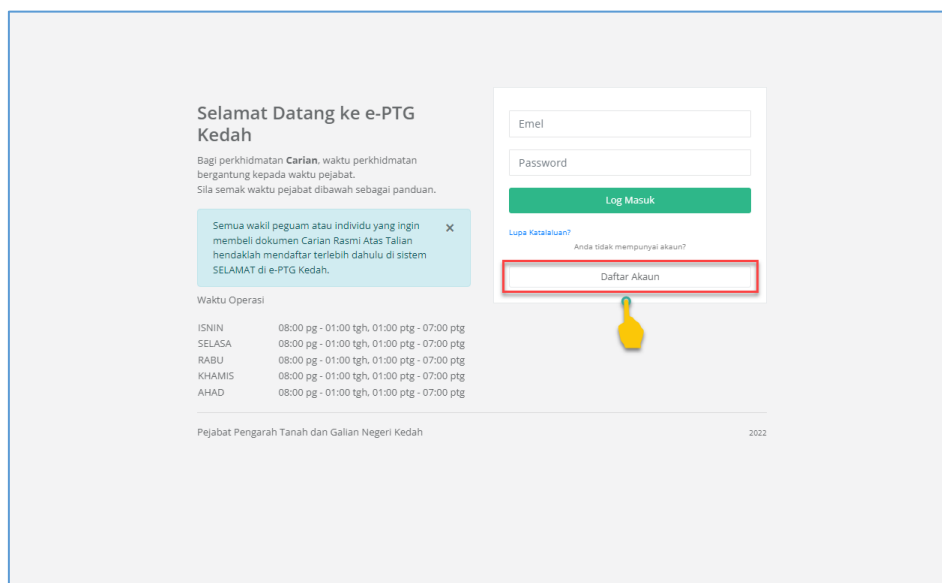 Selamat Datang ke e-PTG
Kedah
Bagi perkhidmatan Carian, waktu perkhidmatan
bergantung kepada waktu pejabat.
Sila semak waktu pejabat dibawah sebagai panduan.
Semua wakil peguam atau individu yang ingin
membeli dokumen Carian Rasmi Atas Talian
hendaklah mendaftar terlebih dahulu di sistem
SELAMAT di e-PTG Kedah.
×
Waktu Operasi
ISNIN 08:00 pg - 01:00 tgh, 01:00 ptg - 07:00 ptg
SELASA 08:00 pg - 01:00 tgh, 01:00 ptg - 07:00 ptg
RABU 08:00 pg - 01:00 tgh, 01:00 ptg - 07:00 ptg
KHAMIS 08:00 pg - 01:00 tgh, 01:00 ptg - 07:00 ptg
AHAD 08:00 pg - 01:00 tgh, 01:00 ptg - 07:00 ptg
Emel
Password
Log Masuk
Lupa Katalaluan?
Anda tidak mempunyai akaun?
Daftar Akaun
Pejabat Pengarah Tanah dan Galian Negeri Kedah 2022